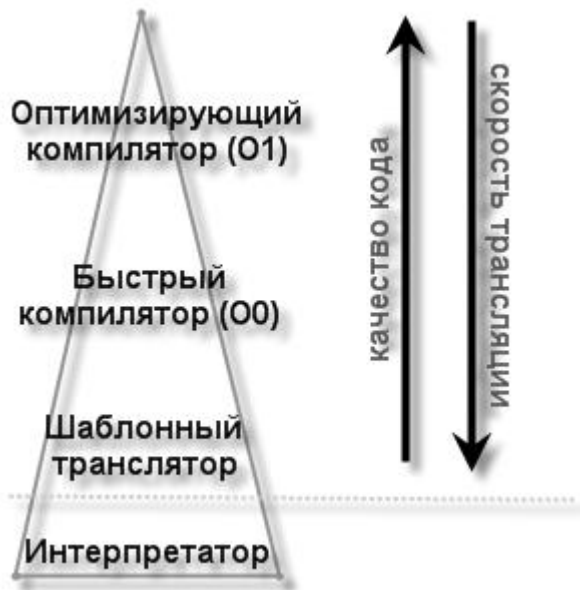 Оптимизирующий
компилятор (O1)
Быстрый
компилятор (O0)
Шаблонный
транслятор
Интерпретатор
качество кода
скорость трансляции